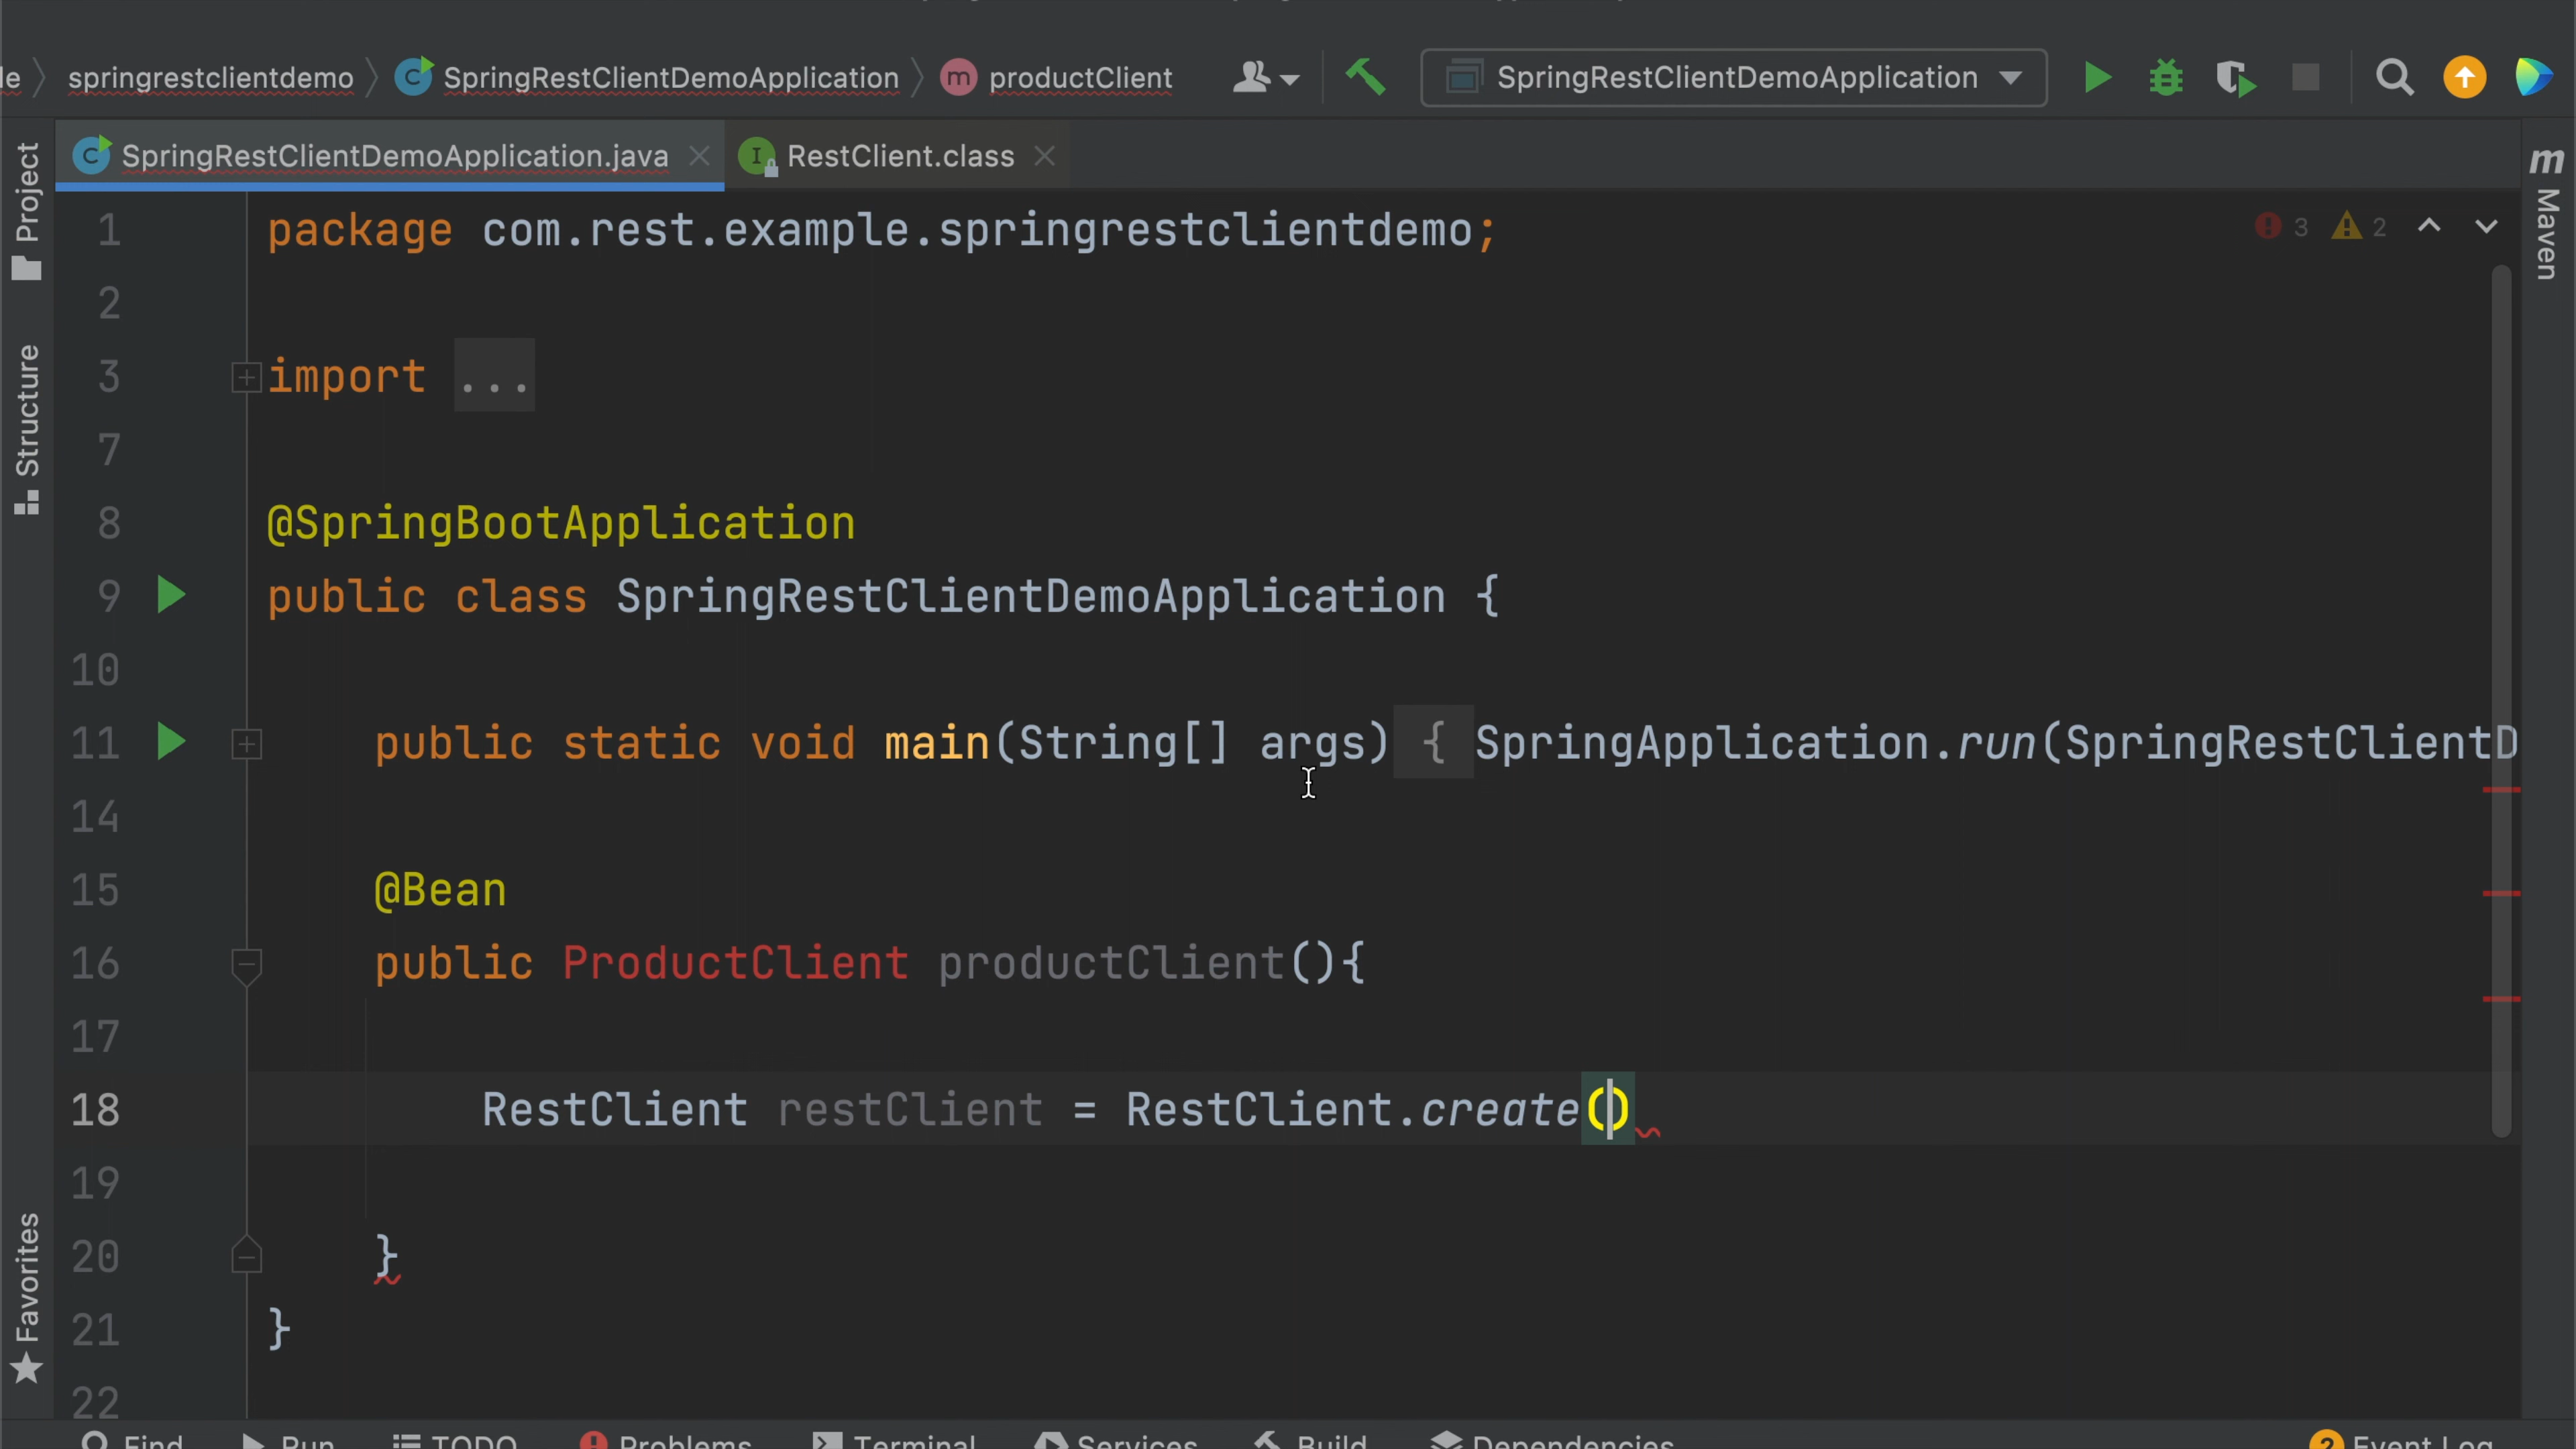 le springrestclientdemo SpringRestClientDemoApplication m productClient SpringRestClientDemoApplication
C SpringRestClientDemoApplication.java I RestClient.class
Project
Structure
Favorites
m Maven
3 2
1 package com.rest.example.springrestclientdemo;
2
3 import ...
7
8 @SpringBootApplication
9 public class SpringRestClientDemoApplication {
10
11 public static void main(String[] args) { SpringApplication.run(SpringRestClientD
14
15 @Bean
16 public ProductClient productClient(){
17
18 RestClient restClient = RestClient.create()
19
20 }
21 }
22
Find Run TODO Problems Terminal Services Build Dependencies 2 Event Log